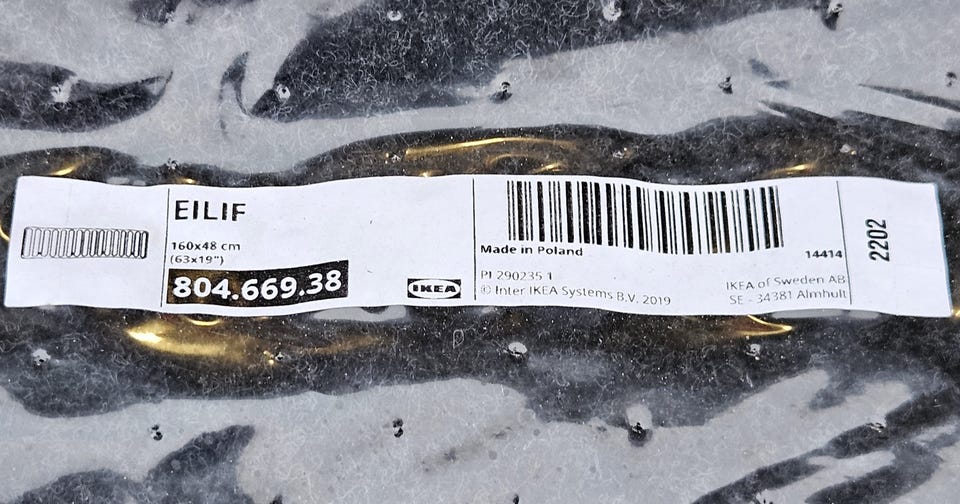 EILIF
160x48 cm
(63x19")
804.669.38
IKEA
Made in Poland
14414
PI 290235 1
© Inter IKEA Systems B.V. 2019
IKEA of Sweden AB
SE - 34381 Älmhult
2202